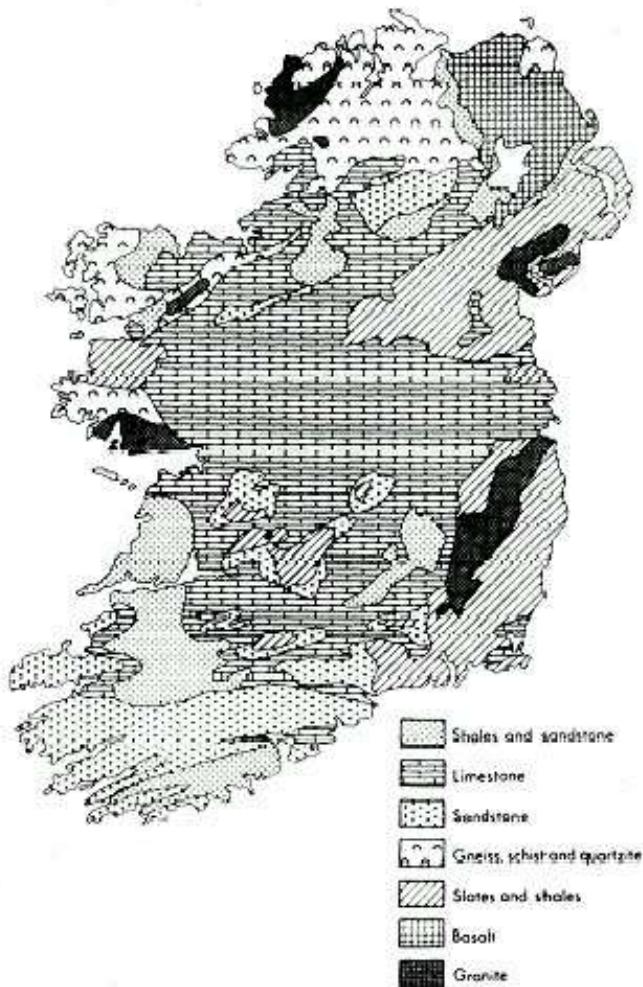 Shales and sandstone
Limestone
Sandstone
Gneiss, schist and quartzite
Slates and shales
Basalt
Granite